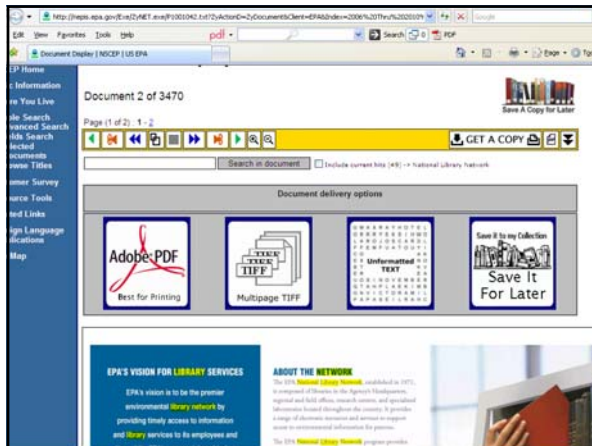 http://nepis.epa.gov/Exe/ZyNET.exe/P1001042.txt?ZyActionD=ZyDocument&Client=EPA&Index=2006%20Thru%202010
Google
Edit View Favorites Tools Help
pdf
Search
0
PDF
Document Display | NSCEP | US EPA
Page
EP Home
Information
re You Live
ple Search
vanced Search
lds Search
lected
ocuments
owse Titles
omer Survey
ource Tools
ted Links
ign Language
lications
Map
Document 2 of 3470
Save A Copy for Later
Page (1 of 2) : 1 - 2
GET A COPY
Search in document
Include current hits (49) -> National Library Network
Document delivery options
Adobe PDF
Best for Printing
TIFF
Multipage TIFF
Unformatted
TEXT
Save it to my Collection
Save It
For Later
EPA'S VISION FOR LIBRARY SERVICES
EPA's vision is to be the premier
environmental library network by
providing timely access to information
and library services to its employees and
ABOUT THE NETWORK
The EPA National Library Network, established in 1971,
is composed of libraries in the Agency's Headquarters,
regional and field offices, research centers, and specialized
laboratories located throughout the country. It provides
a range of electronic resources and services to support
access to environmental information for patrons.
The EPA National Library Network program provides